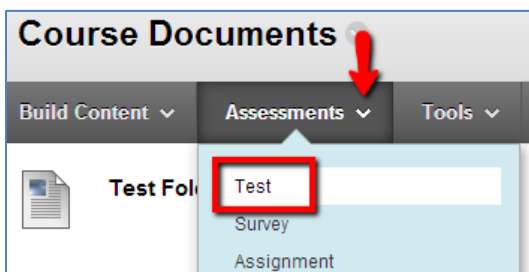 Course Documents
Build Content Assessments Tools
Test
Survey
Assignment
Test Fol